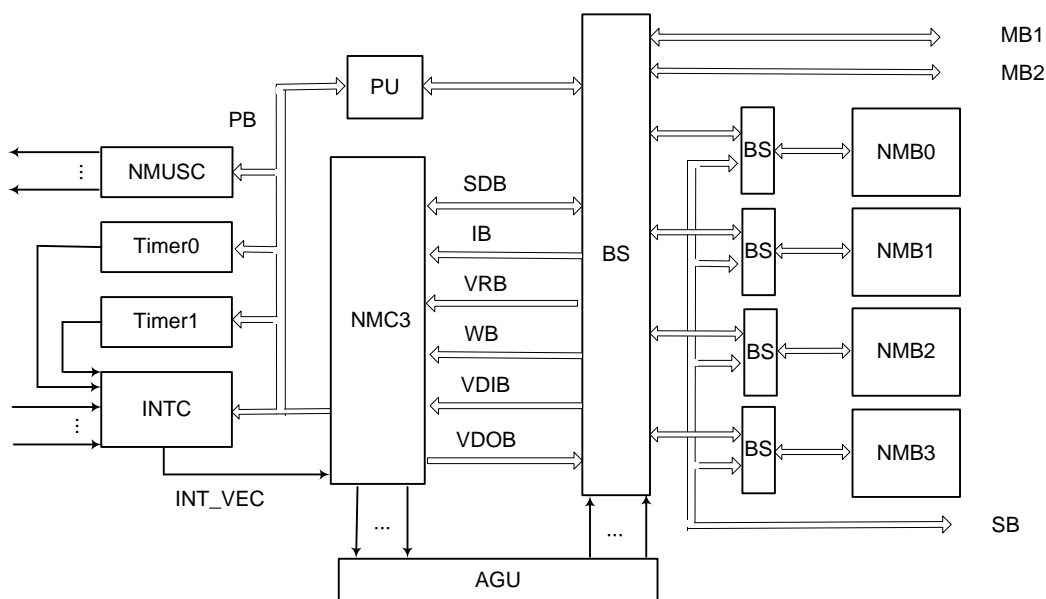 MB1
MB2
PU
PB
BS
NMB0
NMUSC
SDB
Timer0
IB
BS
BS
NMB1
VRB
Timer1
NMC3
WB
BS
NMB2
VDIB
INTC
VDOB
BS
NMB3
INT_VEC
SB
...
...
...
...
AGU